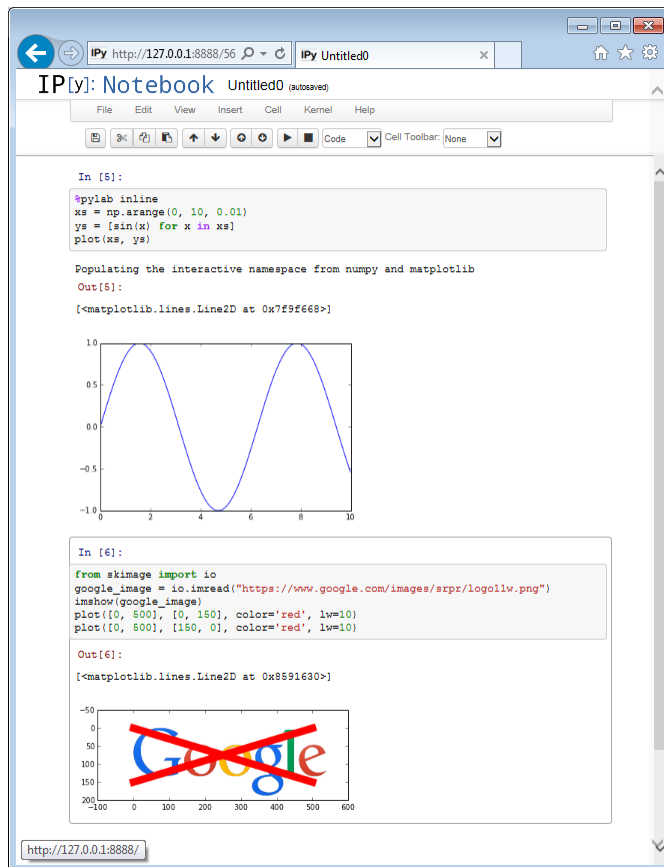 IPy http://127.0.0.1:8888/56
IPy Untitled0
IP[y]: Notebook Untitled0 (autosaved)
File Edit View Insert Cell Kernel Help
Code Cell Toolbar: None
In [5]:
%pylab inline
xs = np.arange(0, 10, 0.01)
ys = [sin(x) for x in xs]
plot(xs, ys)
Populating the interactive namespace from numpy and matplotlib
Out[5]:
[<matplotlib.lines.Line2D at 0x7f9f668>]
1.0
0.5
0.0
−0.5
−1.0
0 2 4 6 8 10
In [6]:
from skimage import io
google_image = io.imread("https://www.google.com/images/srpr/logo11w.png")
imshow(google_image)
plot([0, 500], [0, 150], color='red', lw=10)
plot([0, 500], [150, 0], color='red', lw=10)
Out[6]:
[<matplotlib.lines.Line2D at 0x8591630>]
−50
0
50
100
150
200
Google
−100 0 100 200 300 400 500 600
http://127.0.0.1:8888/